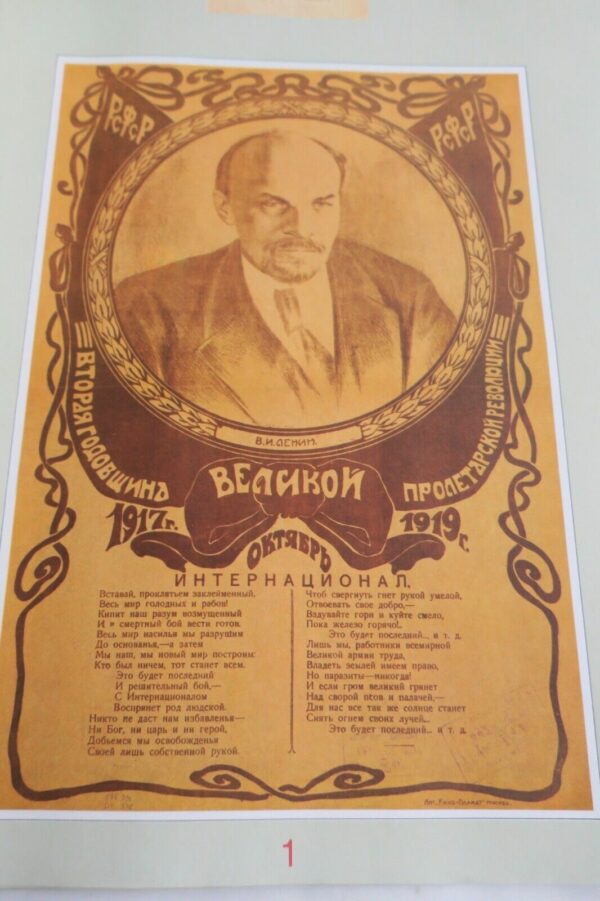 РСФСР
РСФСР
В.И.ЛЕНИН.
ВТОРАЯ ГОДОВЩИНА
ВЕЛИКОЙ
ПРОЛЕТАРСКОЙ РЕВОЛЮЦИИ
1917г.
ОКТЯБРЬ
1919г.
ИНТЕРНАЦИОНАЛ.
Вставай, проклятьем заклейменный,
Весь мир голодных и рабов!
Кипит наш разум возмущенный
И в смертный бой вести готов.
Весь мир насилья мы разрушим
До основанья,—а затем
Мы наш, мы новый мир построим:
Кто был ничем, тот станет всем.
Это будет последний
И решительный бой,—
С Интернационалом
Воспрянет род людской.
Никто не даст нам избавленья—
Ни Бог, ни царь и ни герой,
Добьемся мы освобожденья
Своей лишь собственной рукой.
Чтоб свергнуть гнет рукой умелой,
Отвоевать свое добро,—
Вздувайте горн и куйте смело,
Пока железо горячо!..
Это будет последний... и т. д.
Лишь мы, работники всемирной
Великой армии труда,
Владеть землей имеем право,
Но паразиты—никогда!
И если гром великий грянет
Над сворой псов и палачей,—
Для нас все так же солнце станет
Сиять огнем своих лучей...
Это будет последний... и т. д.
1